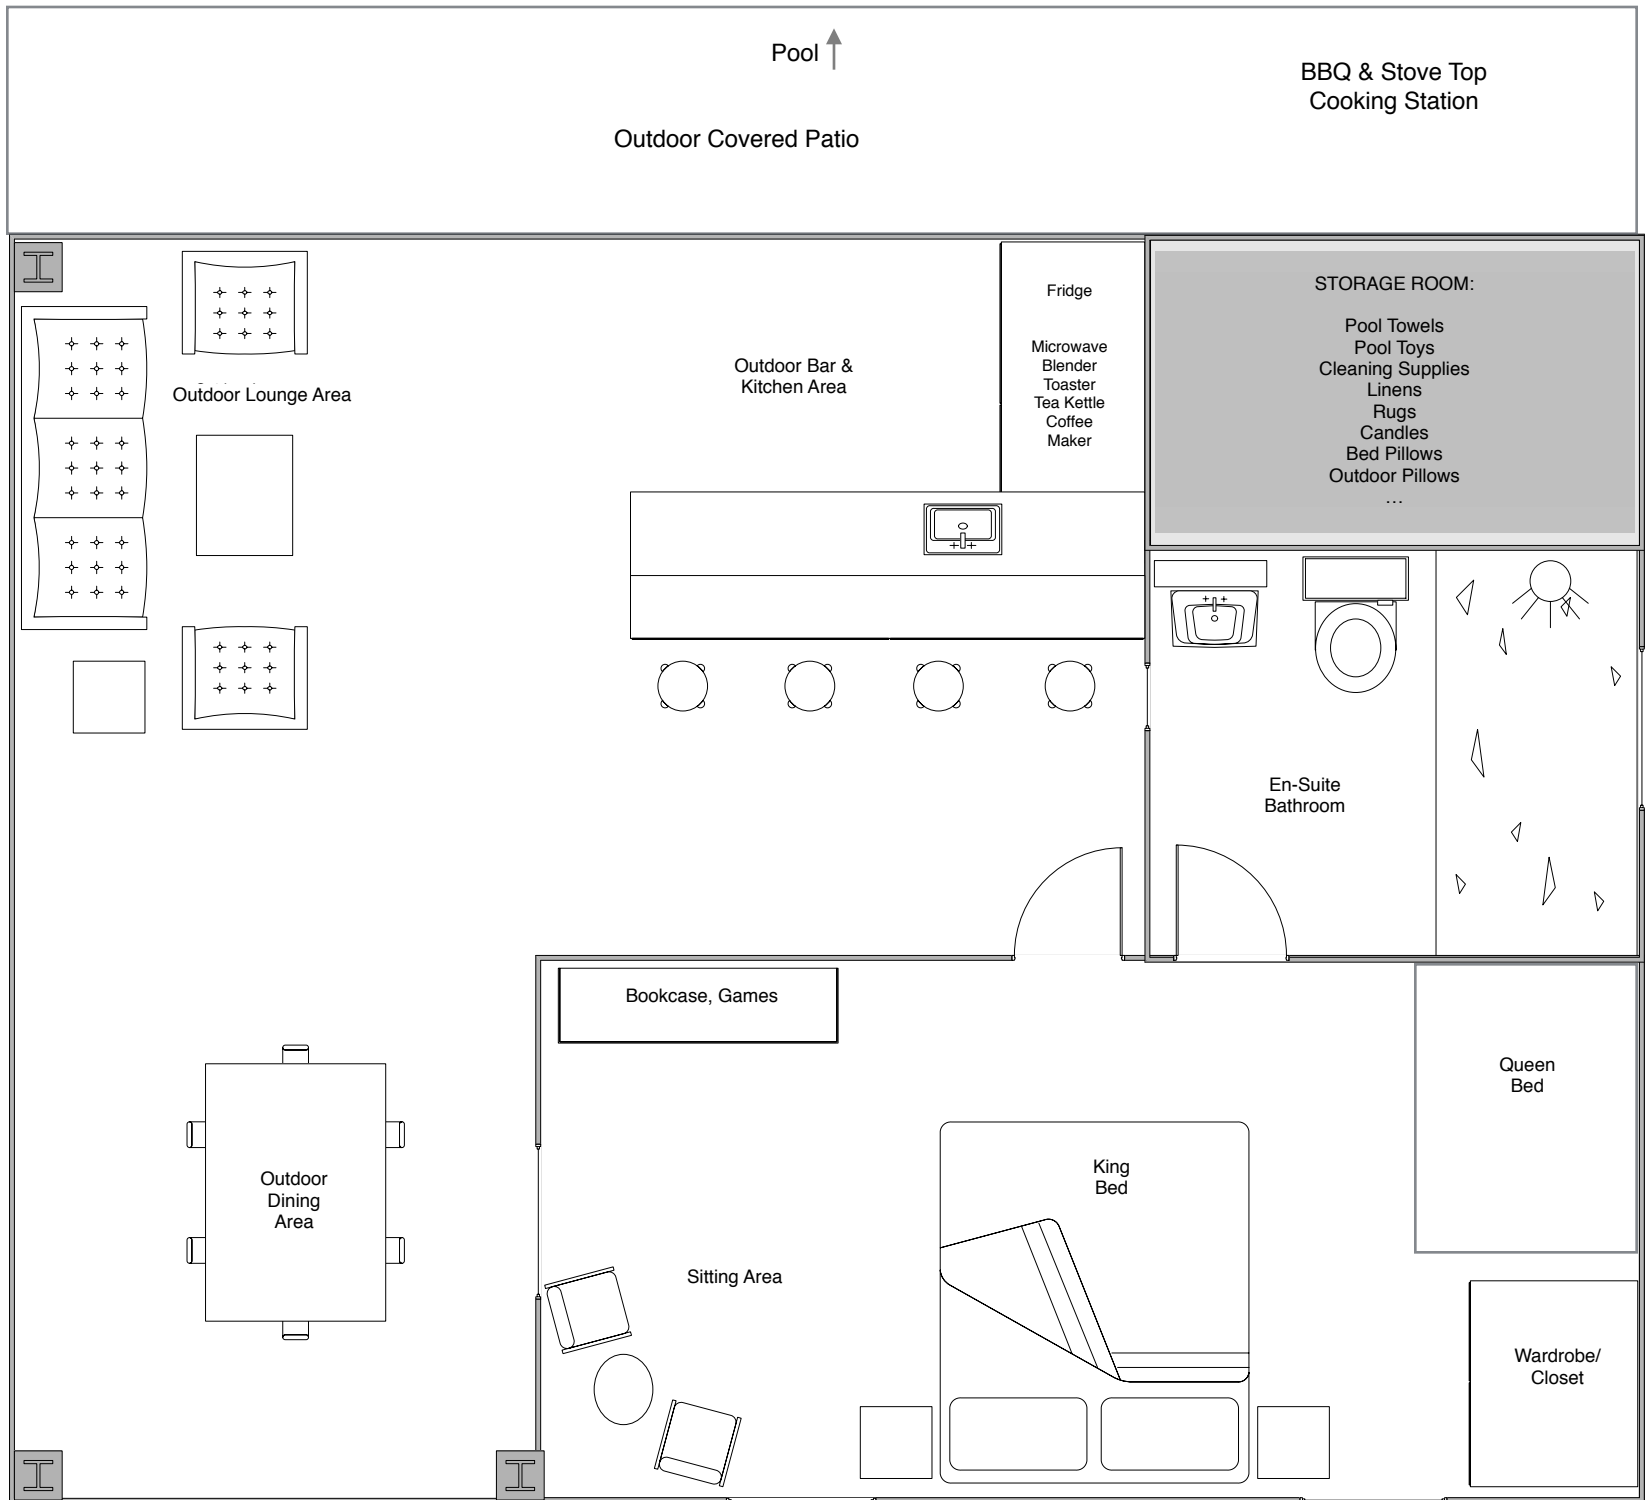 Pool
BBQ & Stove Top
Cooking Station
Outdoor Covered Patio
STORAGE ROOM:
Pool Towels
Pool Toys
Cleaning Supplies
Linens
Rugs
Candles
Bed Pillows
Outdoor Pillows
...
Fridge
Microwave
Blender
Toaster
Tea Kettle
Coffee
Maker
Outdoor Bar &
Kitchen Area
Outdoor Lounge Area
En-Suite
Bathroom
Bookcase, Games
Queen
Bed
King
Bed
Outdoor
Dining
Area
Sitting Area
Wardrobe/
Closet